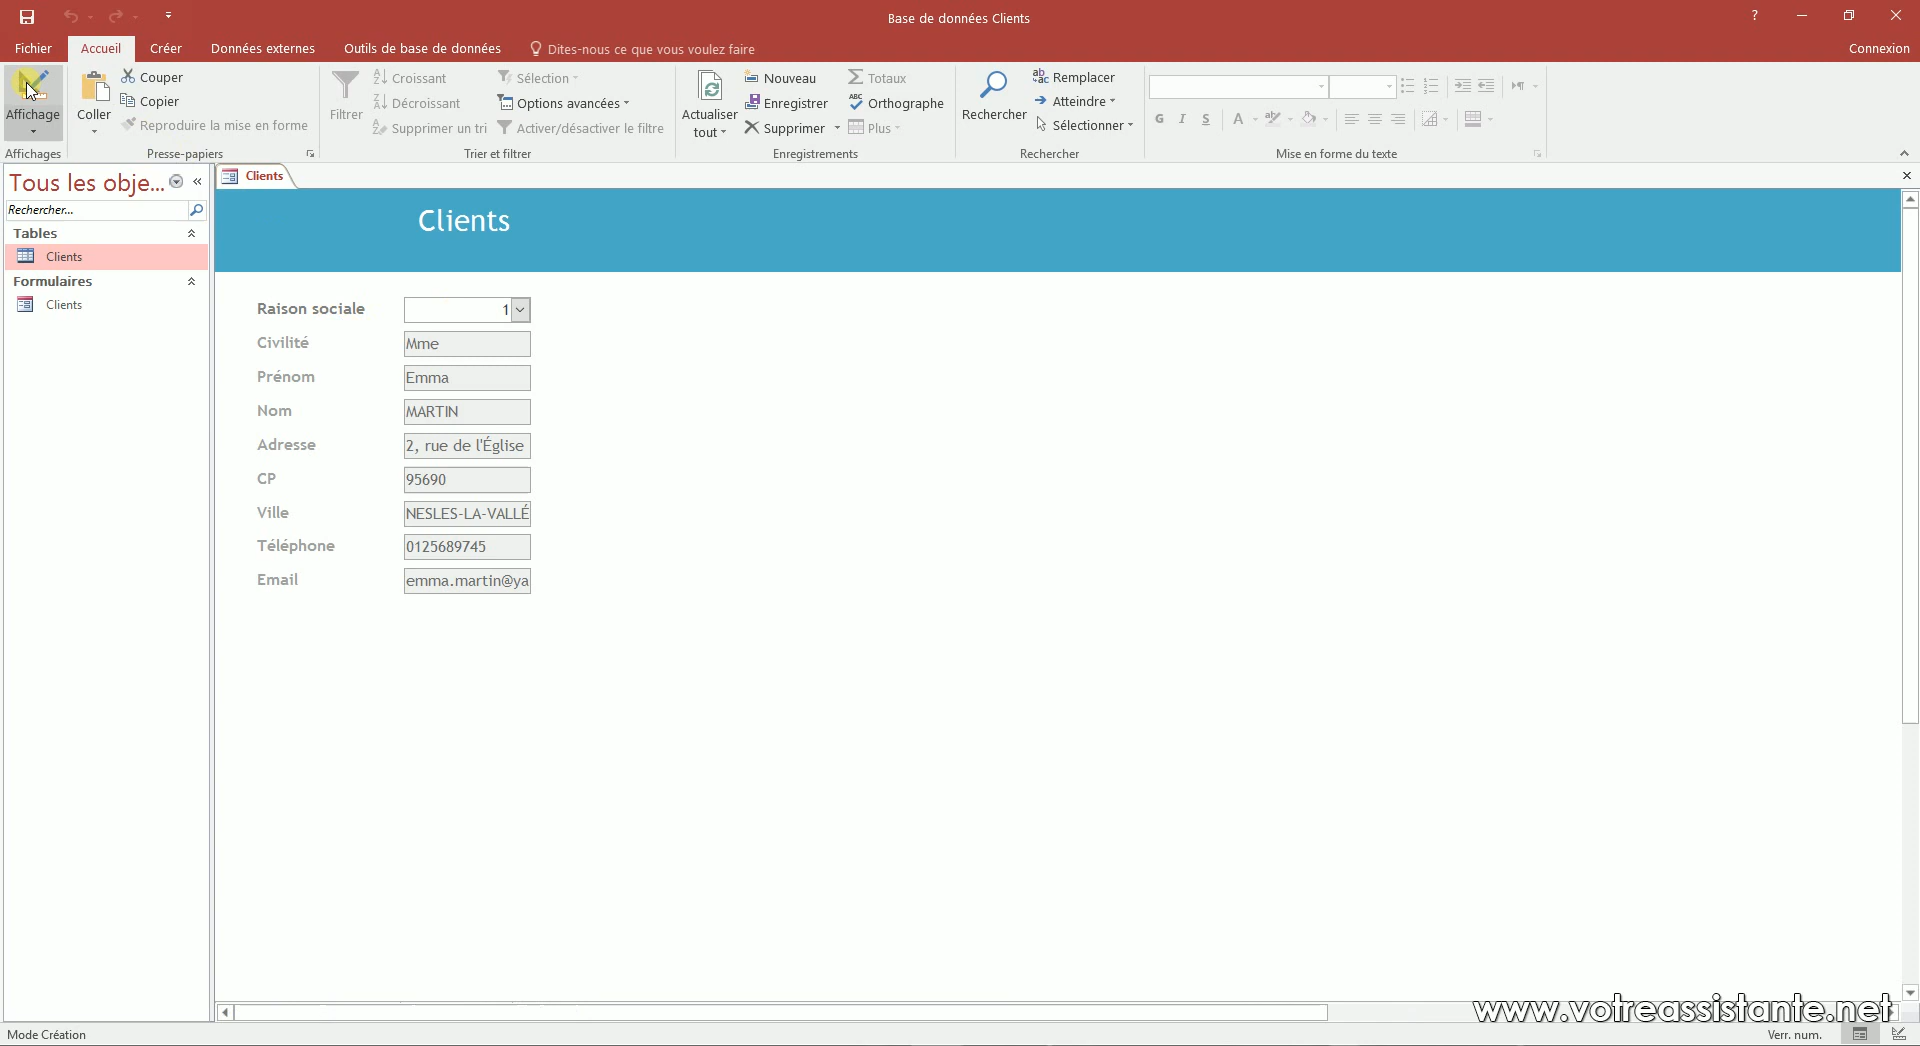 Base de données Clients
?
Fichier
Accueil
Créer
Données externes
Outils de base de données
Dites-nous ce que vous voulez faire
Connexion
Affichage
Coller
Couper
Copier
Reproduire la mise en forme
Filtrer
Croissant
Décroissant
Supprimer un tri
Sélection
Options avancées
Activer/désactiver le filtre
Actualiser
tout
Nouveau
Enregistrer
Supprimer
Totaux
Orthographe
Plus
Rechercher
Remplacer
Atteindre
Sélectionner
G I S A
Affichages
Presse-papiers
Trier et filtrer
Enregistrements
Rechercher
Mise en forme du texte
Tous les obje...
Rechercher...
Tables
Clients
Formulaires
Clients
Clients
Clients
Raison sociale 1
Civilité Mme
Prénom Emma
Nom MARTIN
Adresse 2, rue de l'Église
CP 95690
Ville NESLES-LA-VALLÉ
Téléphone 0125689745
Email emma.martin@ya
www.votreassistante.net
Mode Création
Verr. num.